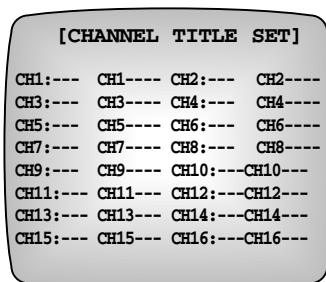 [CHANNEL TITLE SET]
CH1:--- CH1---- CH2:--- CH2----
CH3:--- CH3---- CH4:--- CH4----
CH5:--- CH5---- CH6:--- CH6----
CH7:--- CH7---- CH8:--- CH8----
CH9:--- CH9---- CH10:---CH10---
CH11:--- CH11--- CH12:---CH12---
CH13:--- CH13--- CH14:---CH14---
CH15:--- CH15--- CH16:---CH16---